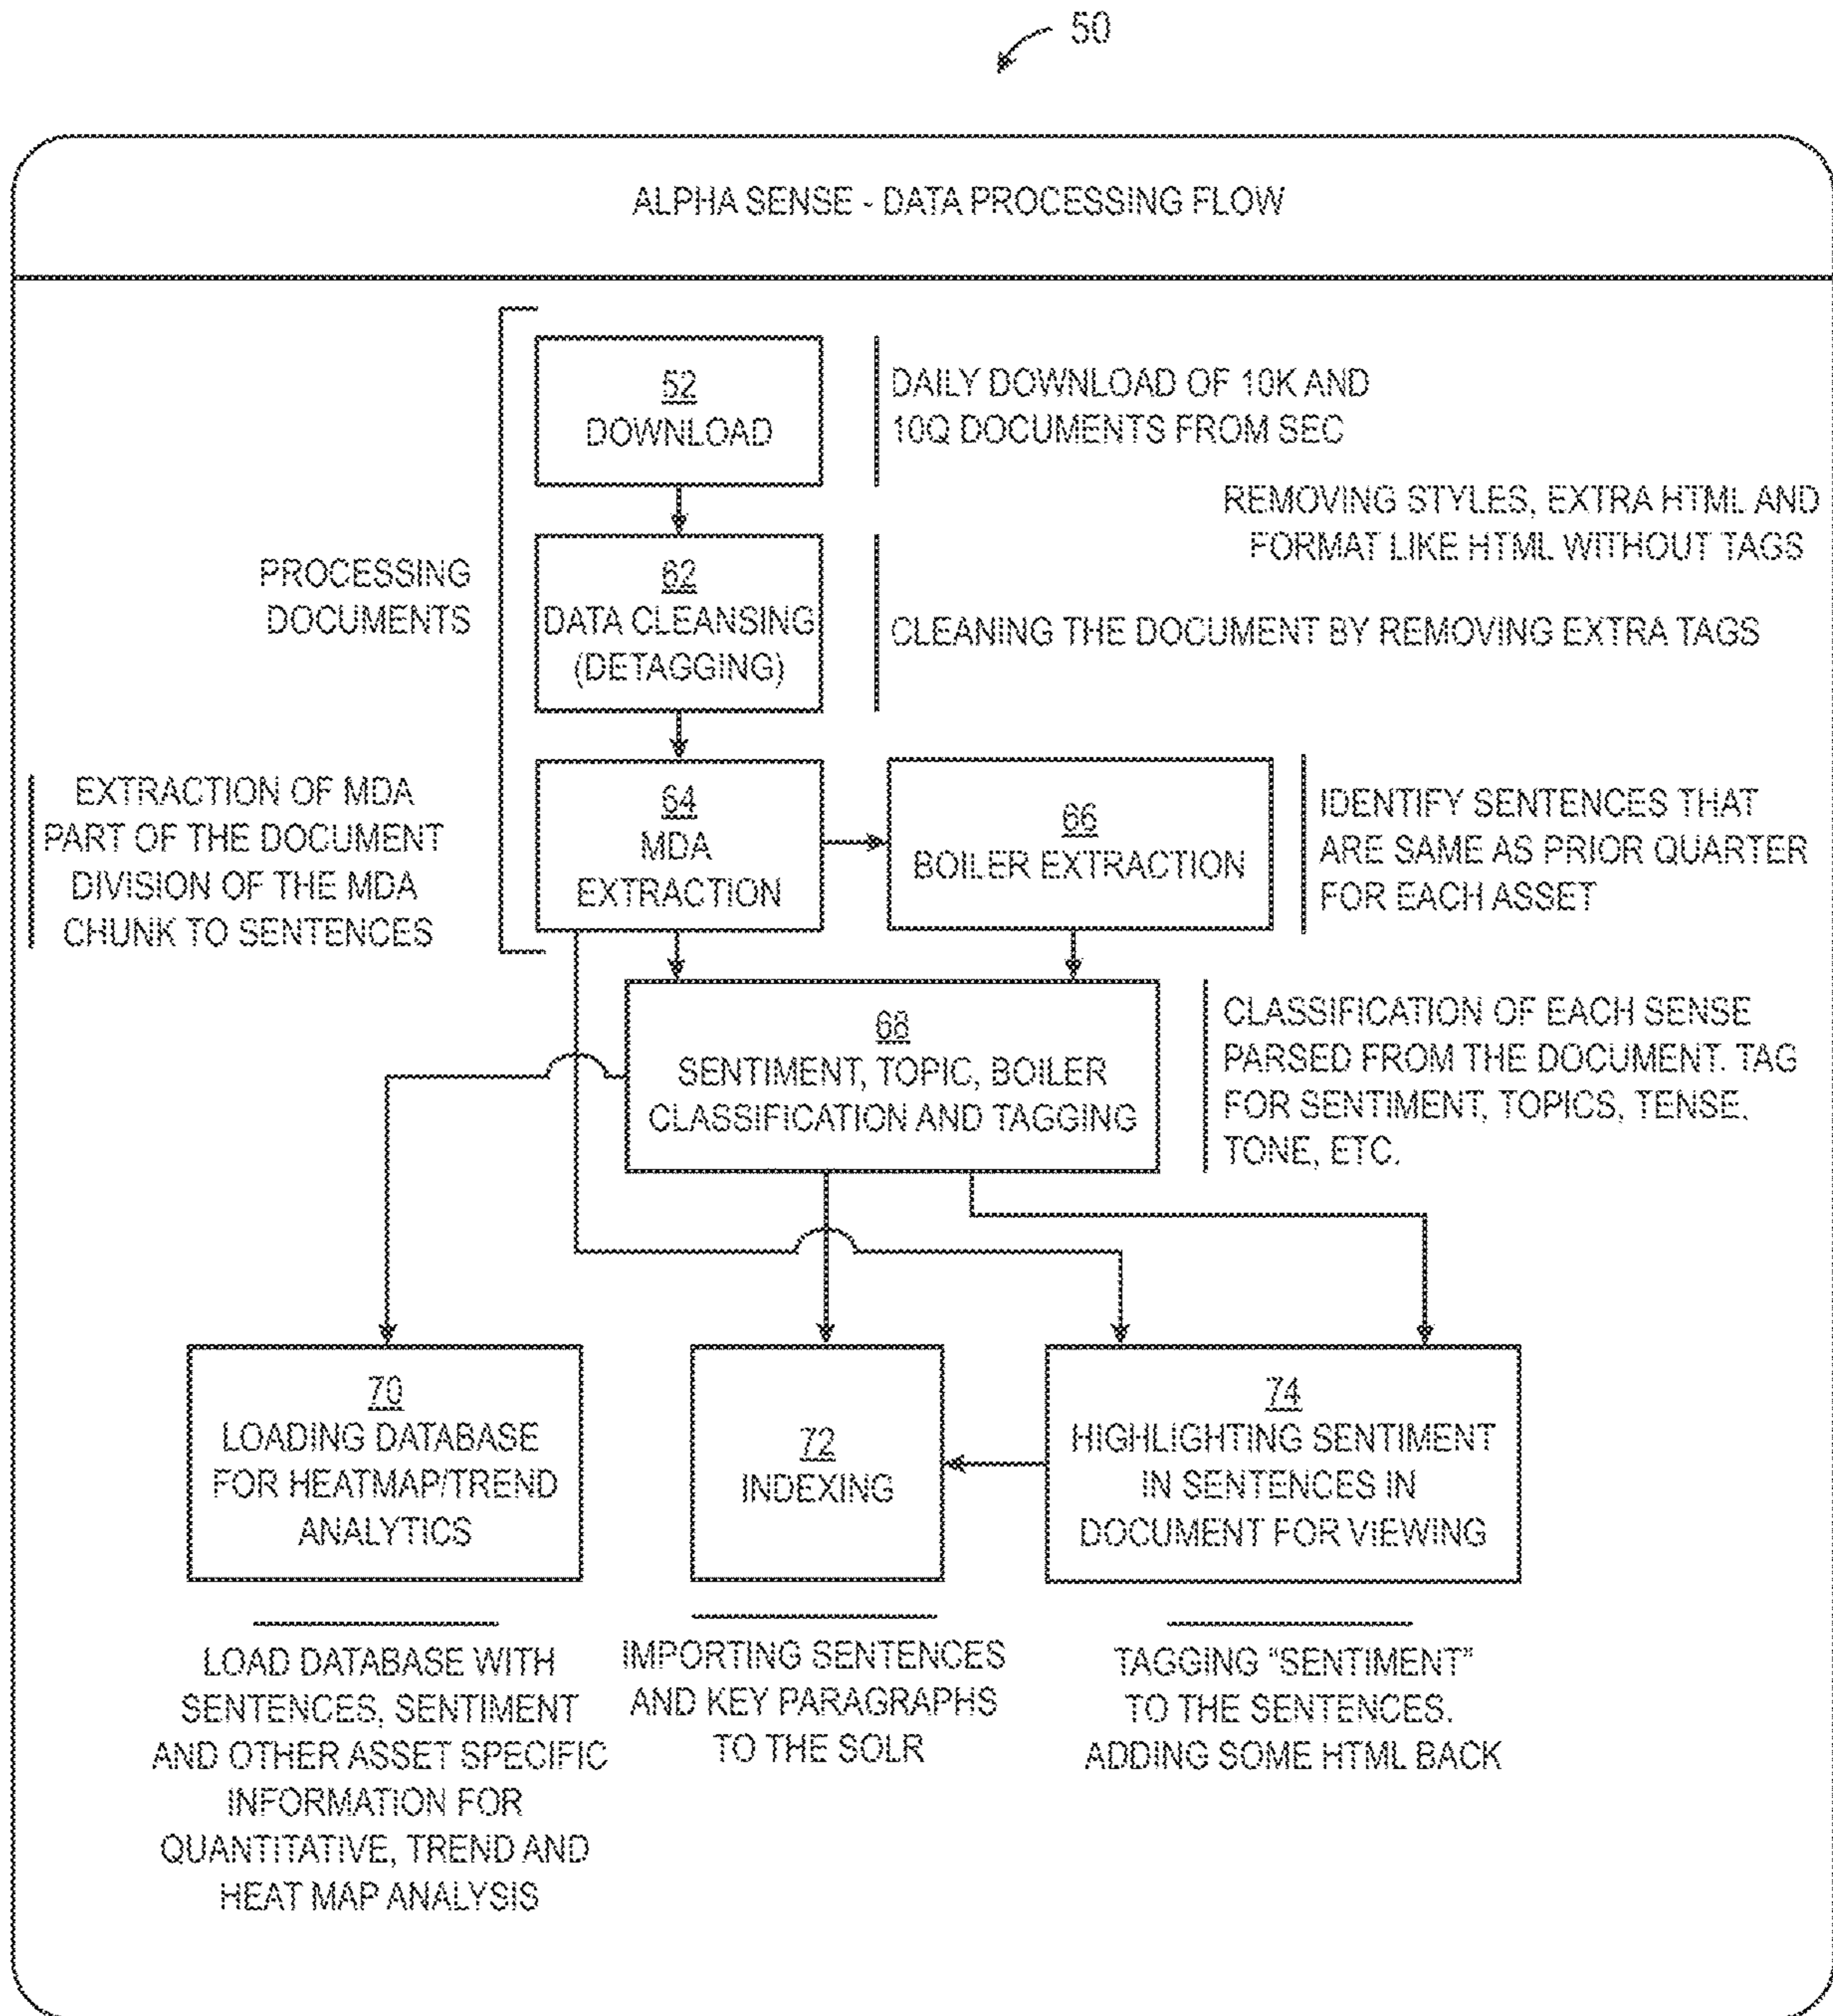 50
ALPHA SENSE - DATA PROCESSING FLOW
52
DOWNLOAD
DAILY DOWNLOAD OF 10K AND
10Q DOCUMENTS FROM SEC
REMOVING STYLES, EXTRA HTML AND
FORMAT LIKE HTML WITHOUT TAGS
PROCESSING
DOCUMENTS
62
DATA CLEANSING
(DETAGGING)
CLEANING THE DOCUMENT BY REMOVING EXTRA TAGS
EXTRACTION OF MDA
PART OF THE DOCUMENT
DIVISION OF THE MDA
CHUNK TO SENTENCES
64
MDA
EXTRACTION
66
BOILER EXTRACTION
IDENTIFY SENTENCES THAT
ARE SAME AS PRIOR QUARTER
FOR EACH ASSET
68
SENTIMENT, TOPIC, BOILER
CLASSIFICATION AND TAGGING
CLASSIFICATION OF EACH SENSE
PARSED FROM THE DOCUMENT. TAG
FOR SENTIMENT, TOPICS, TENSE.
TONE, ETC.
70
LOADING DATABASE
FOR HEATMAP/TREND
ANALYTICS
72
INDEXING
74
HIGHLIGHTING SENTIMENT
IN SENTENCES IN
DOCUMENT FOR VIEWING
LOAD DATABASE WITH
SENTENCES, SENTIMENT
AND OTHER ASSET SPECIFIC
INFORMATION FOR
QUANTITATIVE, TREND AND
HEAT MAP ANALYSIS
IMPORTING SENTENCES
AND KEY PARAGRAPHS
TO THE SOLR
TAGGING “SENTIMENT”
TO THE SENTENCES.
ADDING SOME HTML BACK